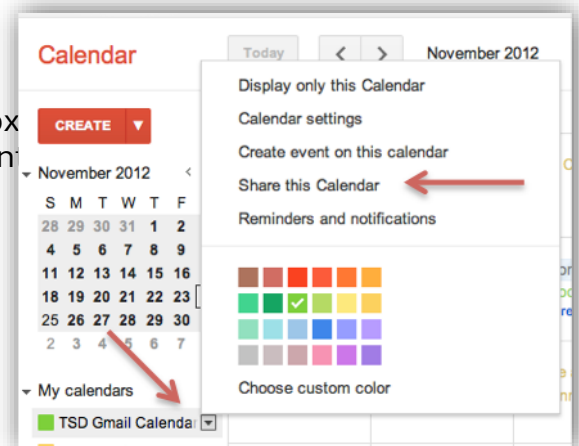 Calendar
Today < > November 2012
CREATE
November 2012 <
S M T W T F
28 29 30 31 1 2
4 5 6 7 8 9
11 12 13 14 15 16
18 19 20 21 22 23
25 26 27 28 29 30
2 3 4 5 6 7
My calendars
TSD Gmail Calenda
Display only this Calendar
Calendar settings
Create event on this calendar
Share this Calendar
Reminders and notifications
Choose custom color